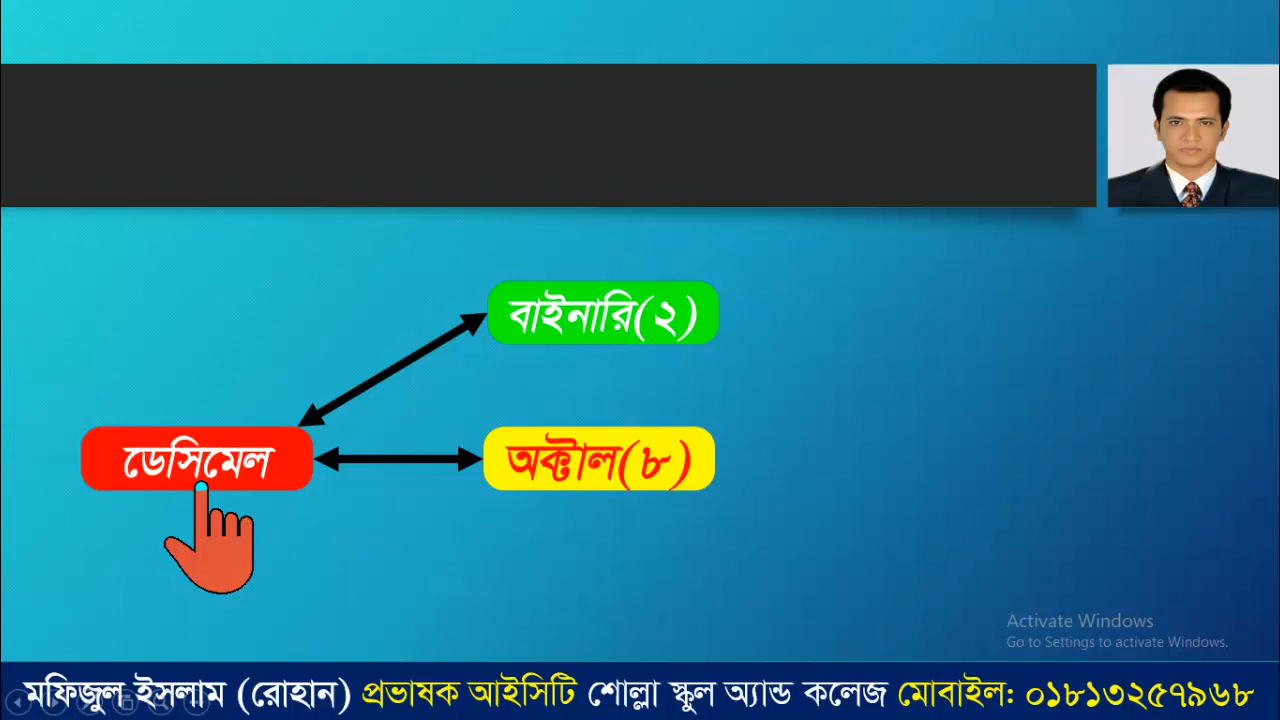 বাইনারি(২)
ডেসিমেল
অক্টাল(৮)
Activate Windows
Go to Settings to activate Windows.
মফিজুল ইসলাম (রোহান) প্রভাষক আইসিটি শোল্লা স্কুল অ্যান্ড কলেজ মোবাইল: ০১৮১৩২৫৭৯৬৮